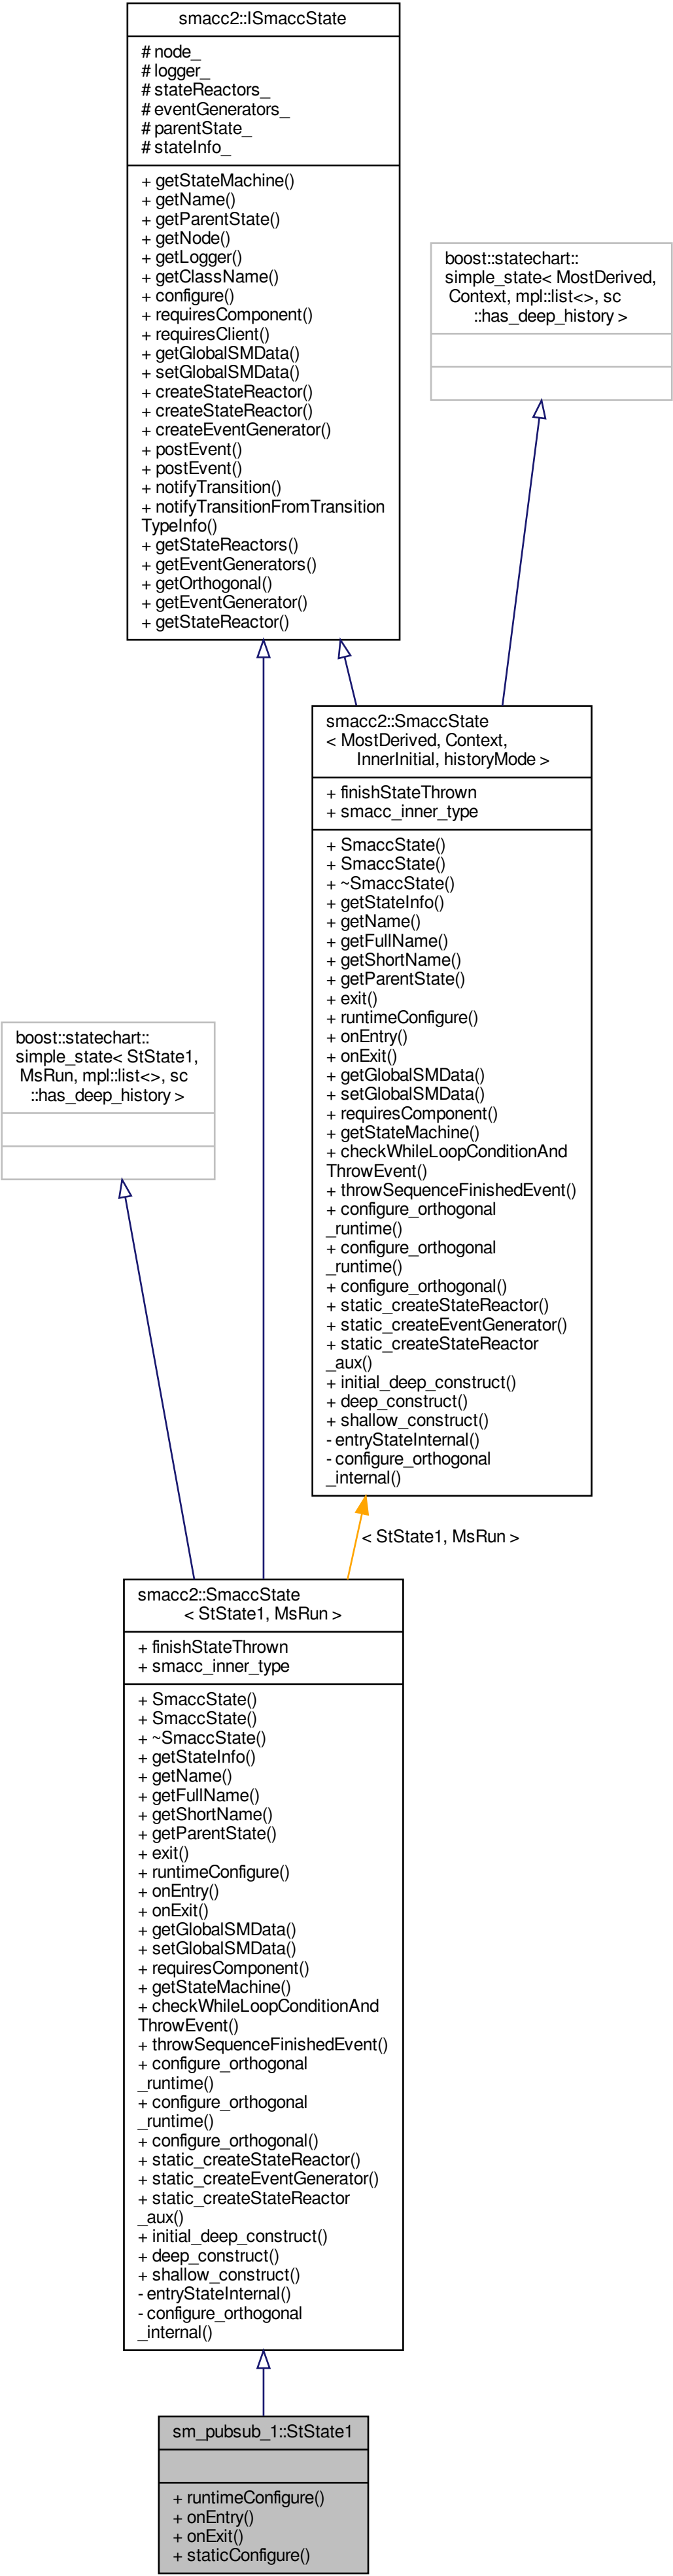 smacc2::ISmaccState
# node_
# logger_
# stateReactors_
# eventGenerators_
# parentState_
# stateInfo_
+ getStateMachine()
+ getName()
+ getParentState()
+ getNode()
+ getLogger()
+ getClassName()
+ configure()
+ requiresComponent()
+ requiresClient()
+ getGlobalSMData()
+ setGlobalSMData()
+ createStateReactor()
+ createStateReactor()
+ createEventGenerator()
+ postEvent()
+ postEvent()
+ notifyTransition()
+ notifyTransitionFromTransition
TypeInfo()
+ getStateReactors()
+ getEventGenerators()
+ getOrthogonal()
+ getEventGenerator()
+ getStateReactor()
boost::statechart::
simple_state< MostDerived,
Context, mpl::list<>, sc
::has_deep_history >
smacc2::SmaccState
< MostDerived, Context,
InnerInitial, historyMode >
+ finishStateThrown
+ smacc_inner_type
+ SmaccState()
+ SmaccState()
+ ~SmaccState()
+ getStateInfo()
+ getName()
+ getFullName()
+ getShortName()
+ getParentState()
+ exit()
+ runtimeConfigure()
+ onEntry()
+ onExit()
+ getGlobalSMData()
+ setGlobalSMData()
+ requiresComponent()
+ getStateMachine()
+ checkWhileLoopConditionAnd
ThrowEvent()
+ throwSequenceFinishedEvent()
+ configure_orthogonal
_runtime()
+ configure_orthogonal
_runtime()
+ configure_orthogonal()
+ static_createStateReactor()
+ static_createEventGenerator()
+ static_createStateReactor
_aux()
+ initial_deep_construct()
+ deep_construct()
+ shallow_construct()
- entryStateInternal()
- configure_orthogonal
_internal()
boost::statechart::
simple_state< StState1,
MsRun, mpl::list<>, sc
::has_deep_history >
< StState1, MsRun >
smacc2::SmaccState
< StState1, MsRun >
+ finishStateThrown
+ smacc_inner_type
+ SmaccState()
+ SmaccState()
+ ~SmaccState()
+ getStateInfo()
+ getName()
+ getFullName()
+ getShortName()
+ getParentState()
+ exit()
+ runtimeConfigure()
+ onEntry()
+ onExit()
+ getGlobalSMData()
+ setGlobalSMData()
+ requiresComponent()
+ getStateMachine()
+ checkWhileLoopConditionAnd
ThrowEvent()
+ throwSequenceFinishedEvent()
+ configure_orthogonal
_runtime()
+ configure_orthogonal
_runtime()
+ configure_orthogonal()
+ static_createStateReactor()
+ static_createEventGenerator()
+ static_createStateReactor
_aux()
+ initial_deep_construct()
+ deep_construct()
+ shallow_construct()
- entryStateInternal()
- configure_orthogonal
_internal()
sm_pubsub_1::StState1
+ runtimeConfigure()
+ onEntry()
+ onExit()
+ staticConfigure()